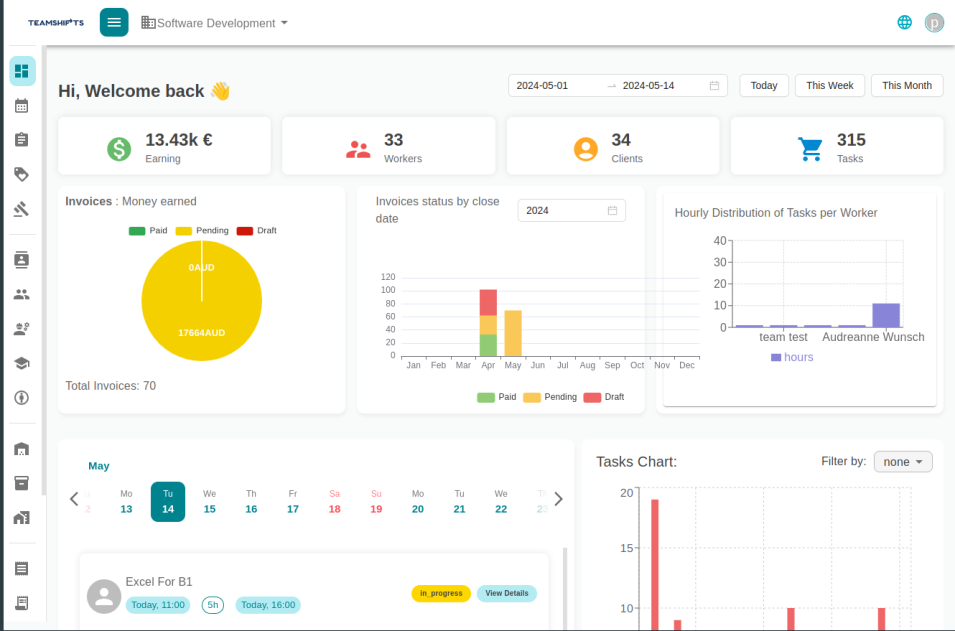 TEAMSHIFTS
Software Development
p
Hi, Welcome back 👋
2024-05-01 → 2024-05-14
Today
This Week
This Month
13.43k €
Earning
33
Workers
34
Clients
315
Tasks
Invoices : Money earned
Paid Pending Draft
0AUD
17664AUD
Total Invoices: 70
Invoices status by close
date
2024
120
100
80
60
40
20
0
Jan Feb Mar Apr May Jun Jul Aug Sep Oct Nov Dec
Paid Pending Draft
Hourly Distribution of Tasks per Worker
40
30
20
10
0
team test Audreanne Wunsch
hours
May
Mo Tu We Th Fr Sa Su Mo Tu We Th
2 13 14 15 16 17 18 19 20 21 22 23
Excel For B1
Today, 11:00 5h Today, 16:00
in_progress
View Details
Tasks Chart:
Filter by: none
20
15
10